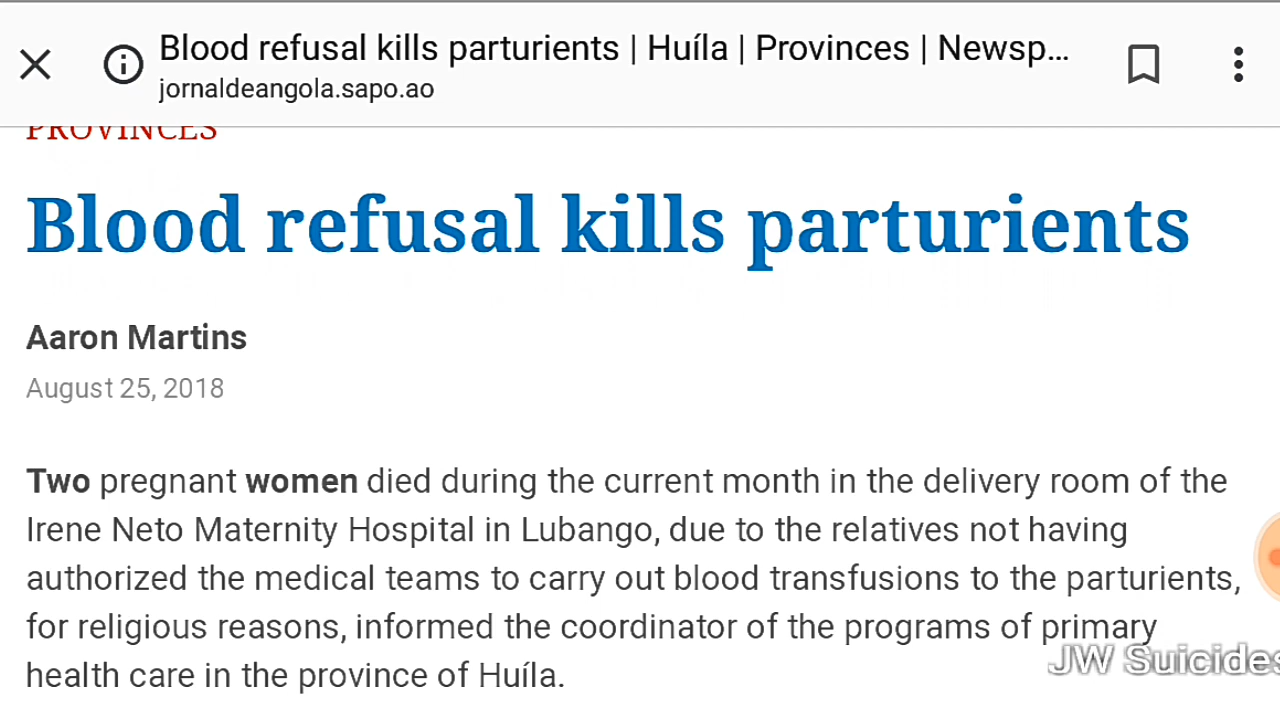 Blood refusal kills parturients | Huíla | Provinces | Newsp...
jornaldeangola.sapo.ao
PROVINCES
Blood refusal kills parturients
Aaron Martins
August 25, 2018
Two pregnant women died during the current month in the delivery room of the
Irene Neto Maternity Hospital in Lubango, due to the relatives not having
authorized the medical teams to carry out blood transfusions to the parturients,
for religious reasons, informed the coordinator of the programs of primary
health care in the province of Huíla.
JW Suicides